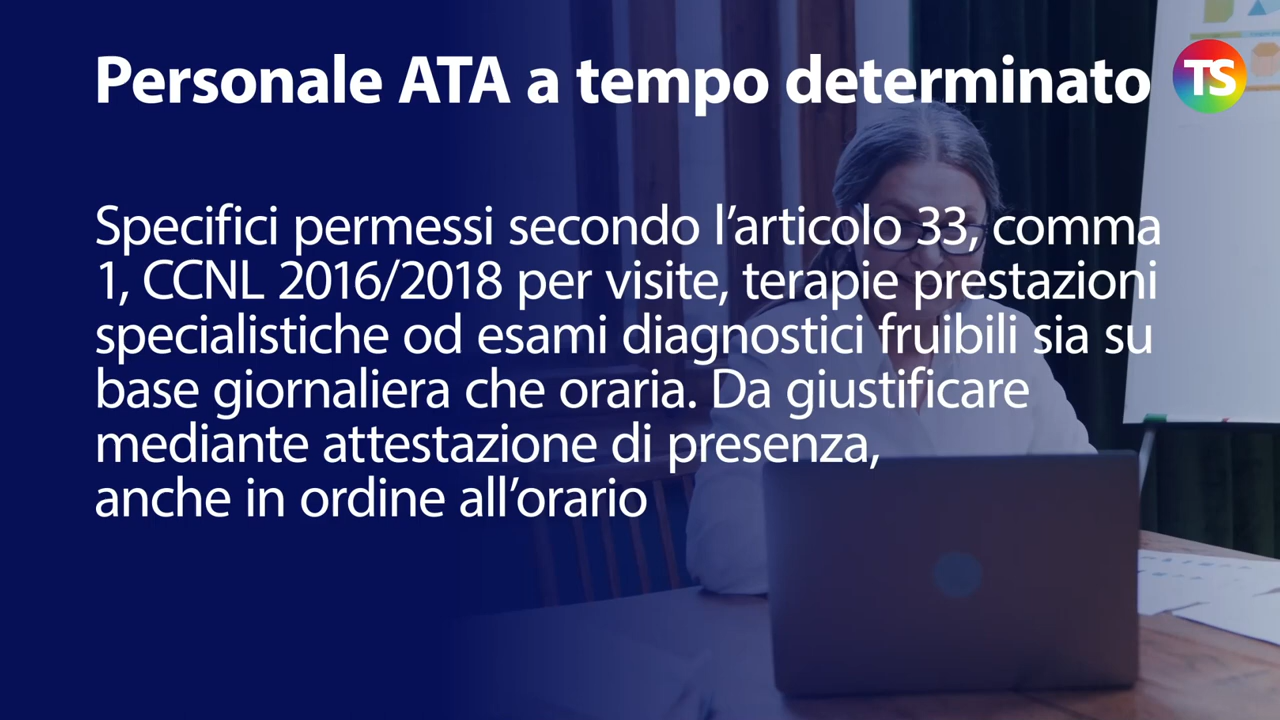 Personale ATA a tempo determinato
TS
Specifici permessi secondo l’articolo 33, comma
1, CCNL 2016/2018 per visite, terapie prestazioni
specialistiche od esami diagnostici fruibili sia su
base giornaliera che oraria. Da giustificare
mediante attestazione di presenza,
anche in ordine all’orario